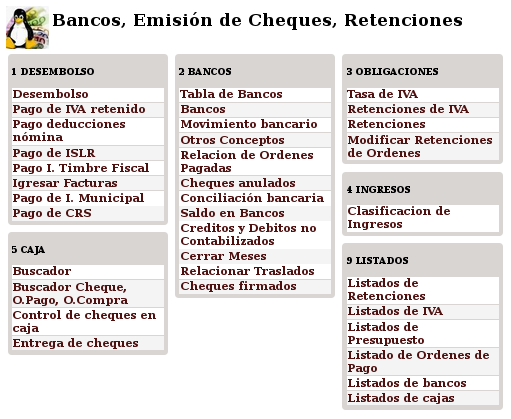 Bancos, Emisión de Cheques, Retenciones
1 DESEMBOLSO
Desembolso
Pago de IVA retenido
Pago deducciones
nómina
Pago de ISLR
Pago I. Timbre Fiscal
Igresar Facturas
Pago de I. Municipal
Pago de CRS
5 CAJA
Buscador
Buscador Cheque,
O.Pago, O.Compra
Control de cheques en
caja
Entrega de cheques
2 BANCOS
Tabla de Bancos
Bancos
Movimiento bancario
Otros Conceptos
Relacion de Ordenes
Pagadas
Cheques anulados
Conciliación bancaria
Saldo en Bancos
Creditos y Debitos no
Contabilizados
Cerrar Meses
Relacionar Traslados
Cheques firmados
3 OBLIGACIONES
Tasa de IVA
Retenciones de IVA
Retenciones
Modificar Retenciones
de Ordenes
4 INGRESOS
Clasificacion de
Ingresos
9 LISTADOS
Listados de
Retenciones
Listados de IVA
Listados de
Presupuesto
Listado de Ordenes de
Pago
Listados de bancos
Listados de cajas